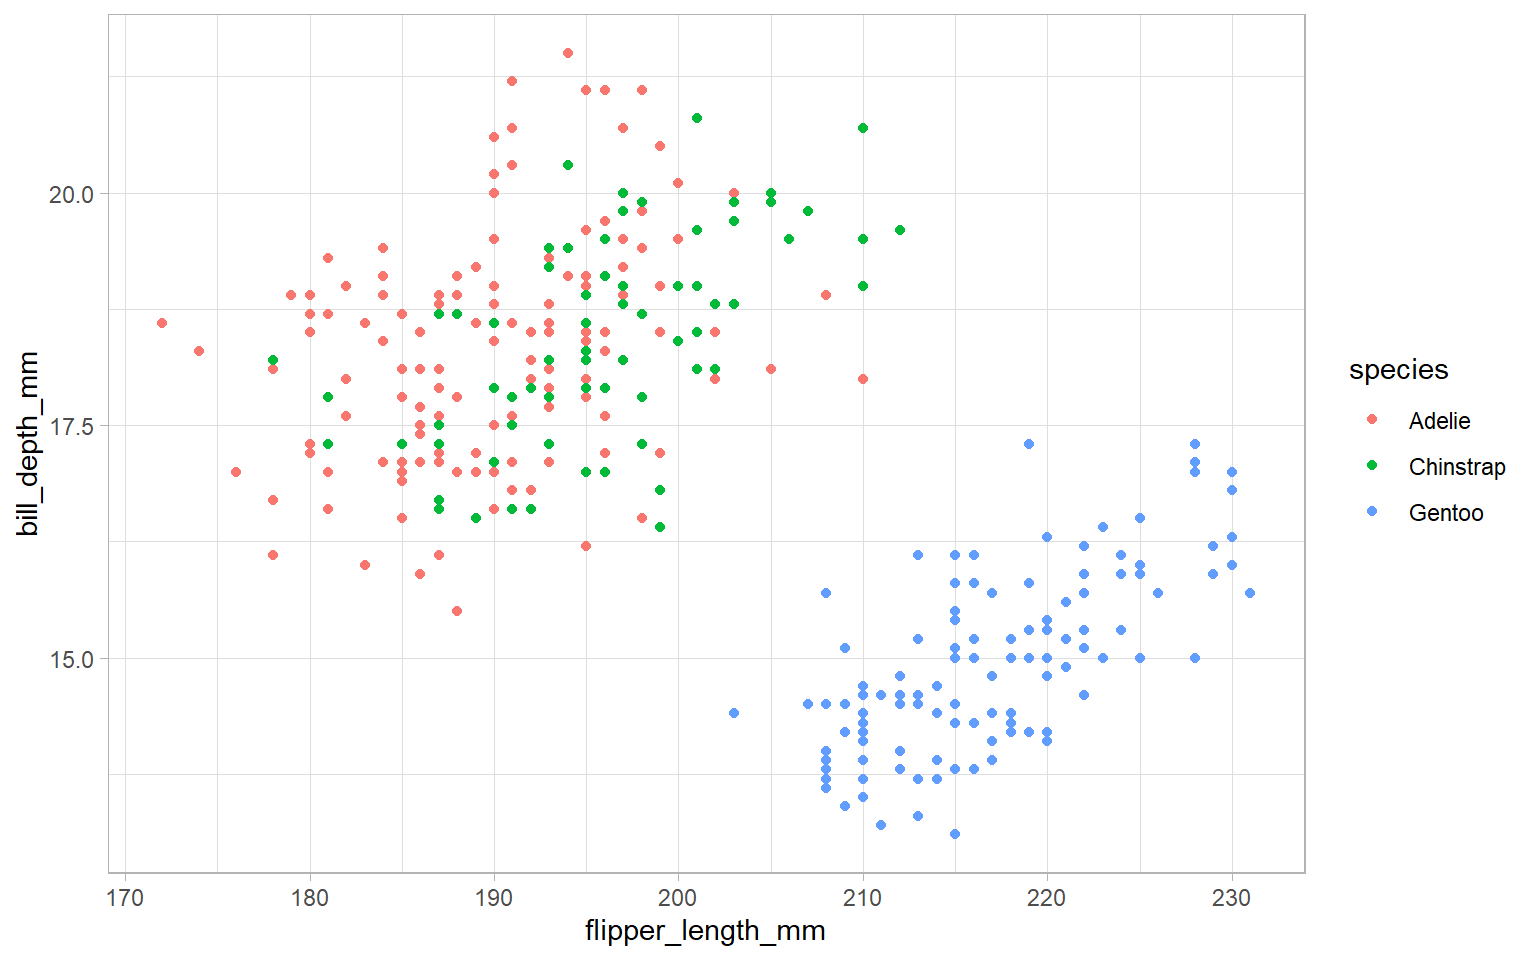 20.0
17.5
15.0
bill_depth_mm
170 180 190 200 210 220 230
flipper_length_mm
species
Adelie
Chinstrap
Gentoo